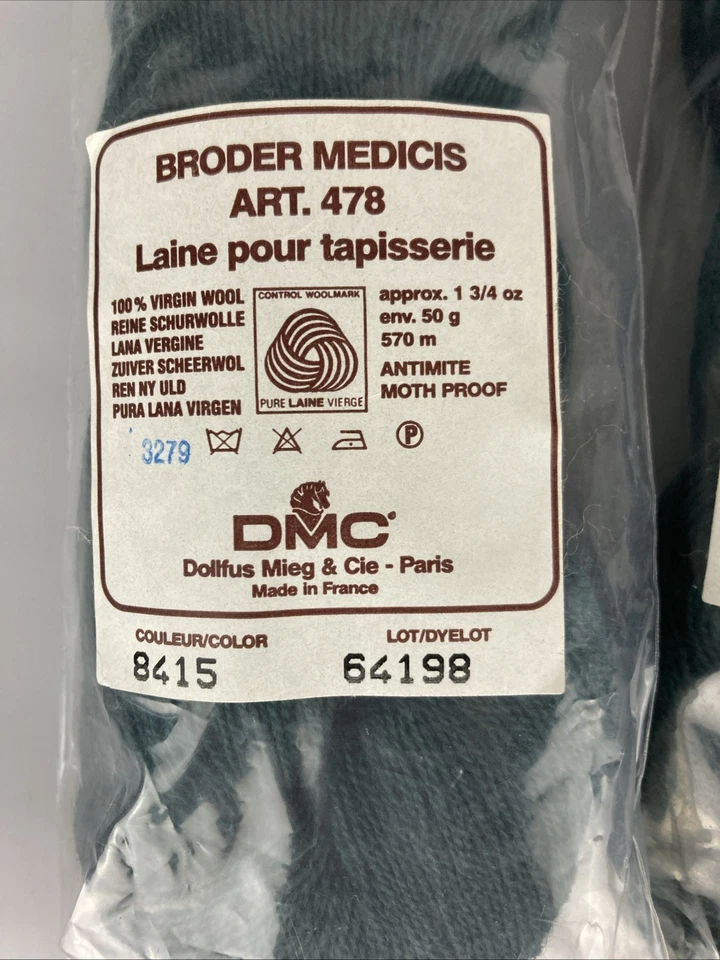 BRODER MEDICIS
ART. 478
Laine pour tapisserie
100% VIRGIN WOOL
REINE SCHURWOLLE
LANA VERGINE
ZUIVER SCHEERWOL
REN NY ULD
PURA LANA VIRGEN
CONTROL WOOLMARK
PURE LAINE VIERGE
approx. 1 3/4 oz
env. 50 g
570 m
ANTIMITE
MOTH PROOF
3279
P
DMC
Dollfus Mieg & Cie - Paris
Made in France
COULEUR/COLOR
8415
LOT/DYELOT
64198